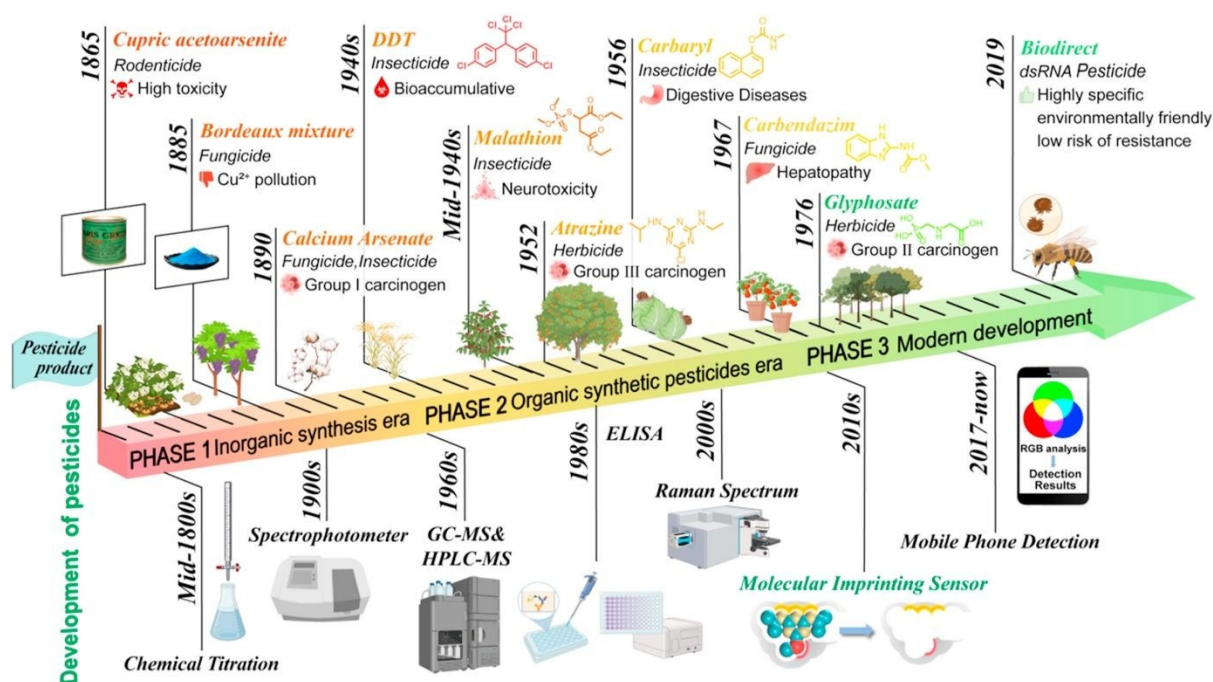 1865
Cupric acetoarsenite
Rodenticide
High toxicity
1885
Bordeaux mixture
Fungicide
Cu²⁺ pollution
1890
Calcium Arsenate
Fungicide,Insecticide
Group I carcinogen
1940s
DDT
Insecticide
Bioaccumulative
Mid-1940s
Malathion
Insecticide
Neurotoxicity
1952
Atrazine
Herbicide
Group III carcinogen
1956
Carbaryl
Insecticide
Digestive Diseases
1967
Carbendazim
Fungicide
Hepatopathy
1976
Glyphosate
Herbicide
Group II carcinogen
2019
Biodirect
dsRNA Pesticide
Highly specific
environmentally friendly
low risk of resistance
Pesticide
product
Development of pesticides
PHASE 1 Inorganic synthesis era
PHASE 2 Organic synthetic pesticides era
PHASE 3 Modern development
Mid-1800s
Chemical Titration
1900s
Spectrophotometer
1960s
GC-MS&
HPLC-MS
1980s
ELISA
2000s
Raman Spectrum
2010s
Molecular Imprinting Sensor
2017-now
Mobile Phone Detection
RGB analysis
Detection
Results